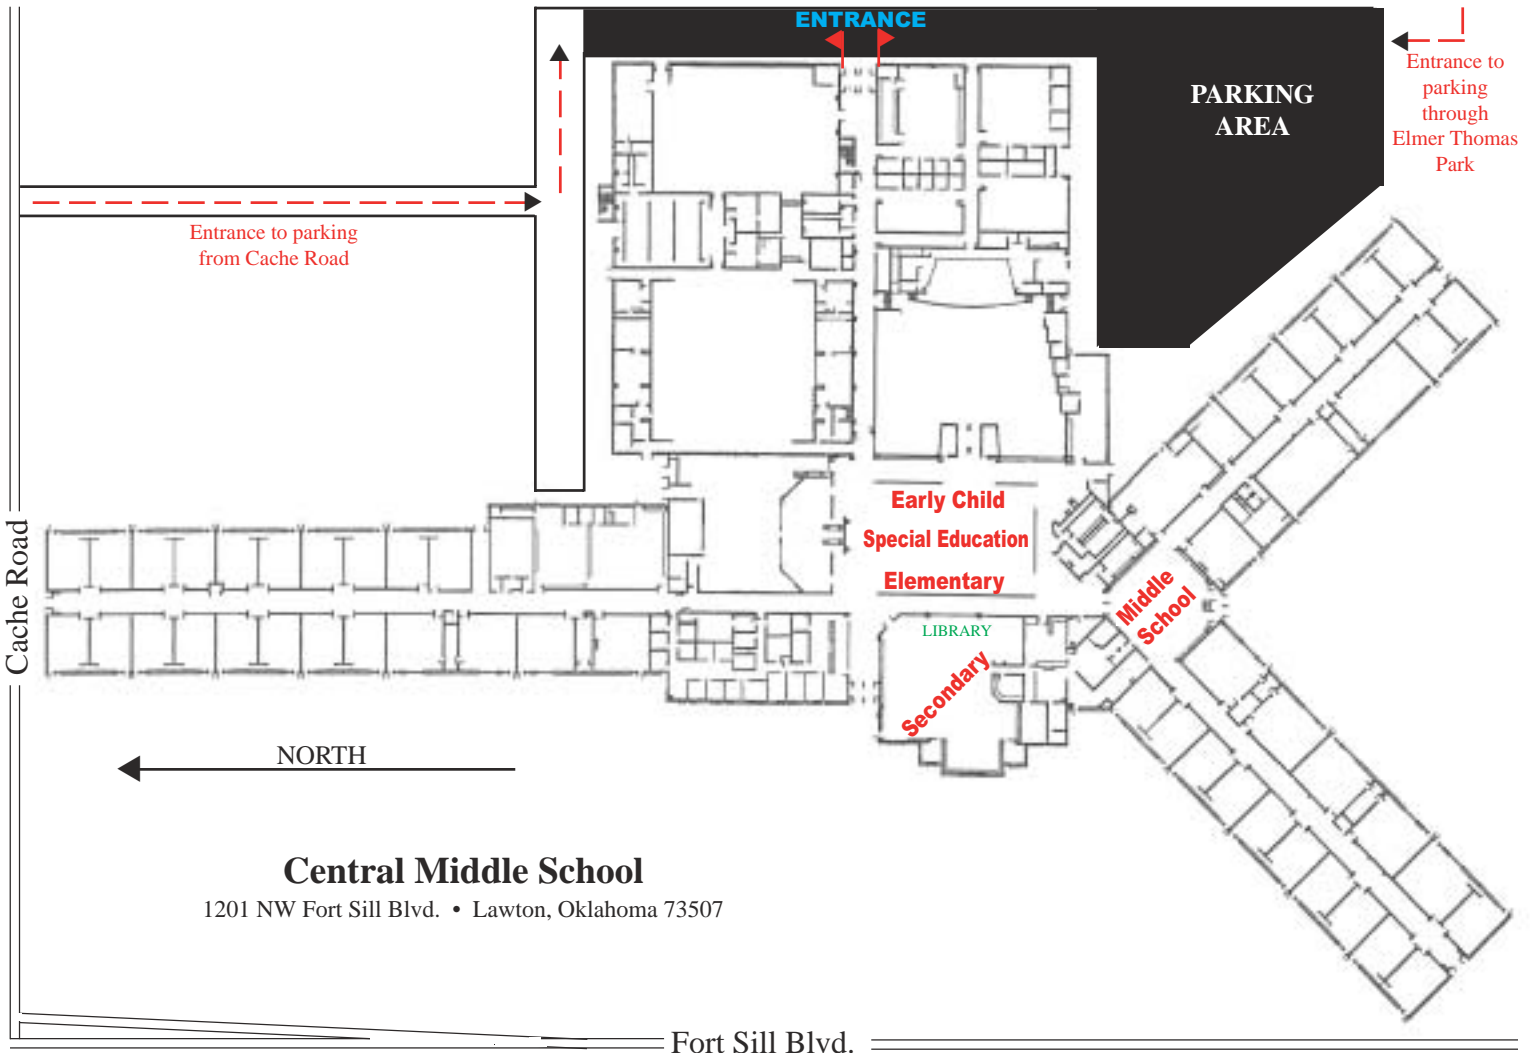 ENTRANCE
PARKING
AREA
Entrance to
parking
through
Elmer Thomas
Park
Entrance to parking
from Cache Road
Cache Road
Early Child
Special Education
Elementary
Middle
School
LIBRARY
Secondary
NORTH
Central Middle School
1201 NW Fort Sill Blvd. • Lawton, Oklahoma 73507
Fort Sill Blvd.